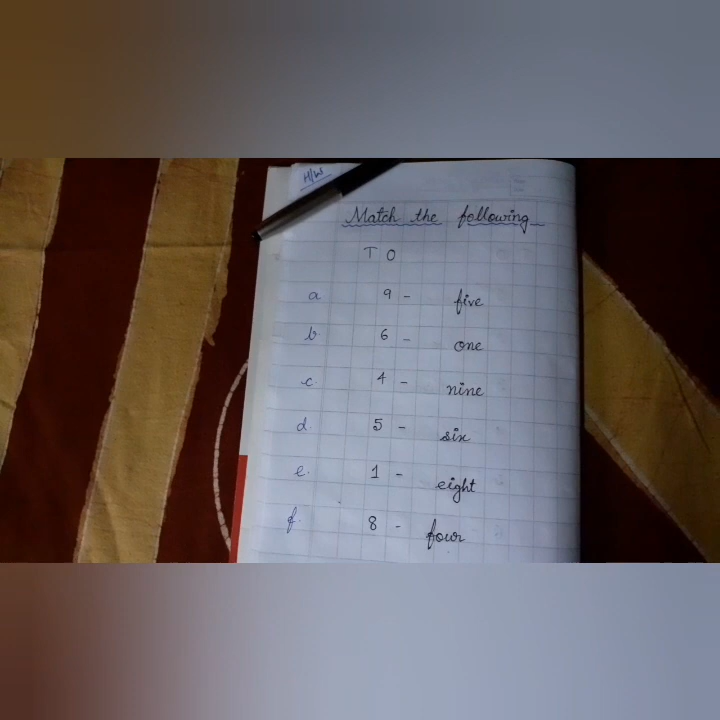 H/W
Match the following
T O
a 9 - five
b. 6 - one
c. 4 - nine
d. 5 - six
e. 1 - eight
f. 8 - four